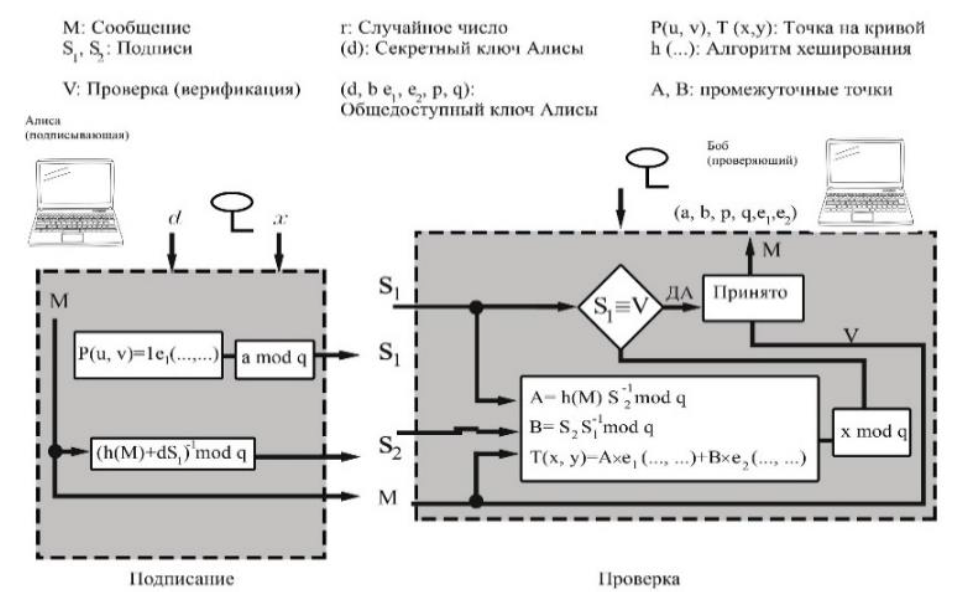 M: Сообщение
r: Случайное число
P(u, v), T (x,y): Точка на кривой
S₁, S₂: Подписи
(d): Секретный ключ Алисы
h (...): Алгоритм хеширования
V: Проверка (верификация)
(d, b e₁, e₂, p, q):
Общедоступный ключ Алисы
A, B: промежуточные точки
Алиса
(подписывающая)
Боб
(проверяющий)
d
x
(a, b, p, q,e₁,e₂)
M
M
S₁
S₁≡V
ДА
Принято
V
P(u, v)=1e₁(...,...)
a mod q
S₁
A= h(M) S₂⁻¹mod q
B= S₂ S₁⁻¹mod q
T(x, y)=A×e₁ (..., ...)+B×e₂ (..., ...)
x mod q
(h(M)+dS₁)⁻¹mod q
S₂
M
Подписание
Проверка